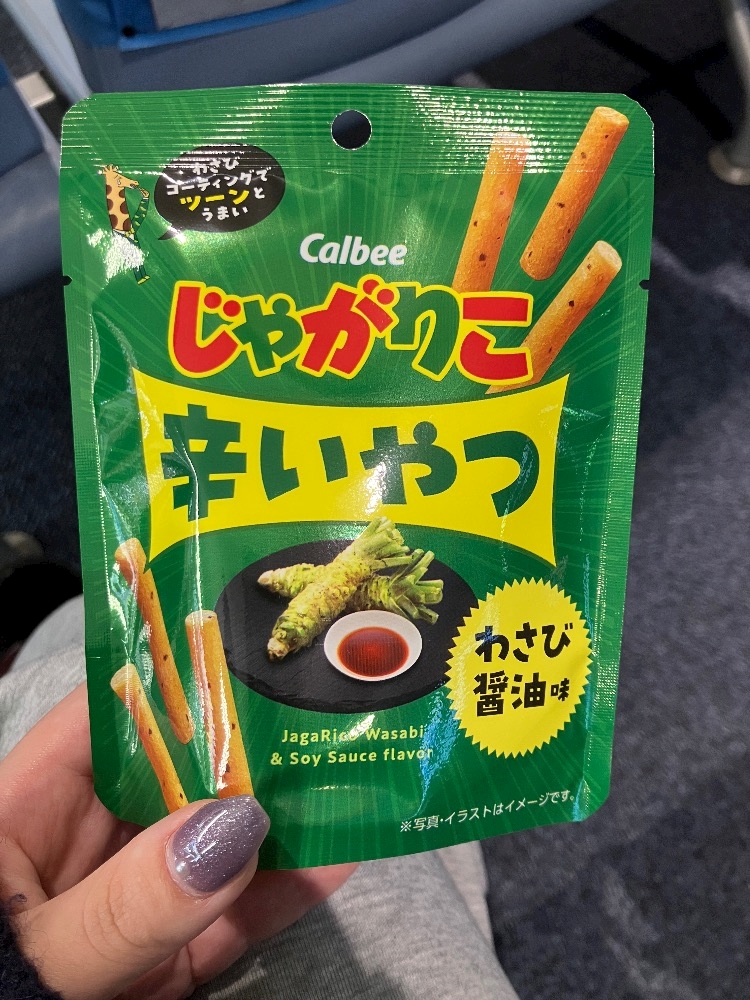 わさび
コーティングで
ツーンと
うまい
Calbee
じゃがりこ
辛いやつ
わさび
醤油味
JagaRico Wasabi
& Soy Sauce flavor
※写真・イラストはイメージです。